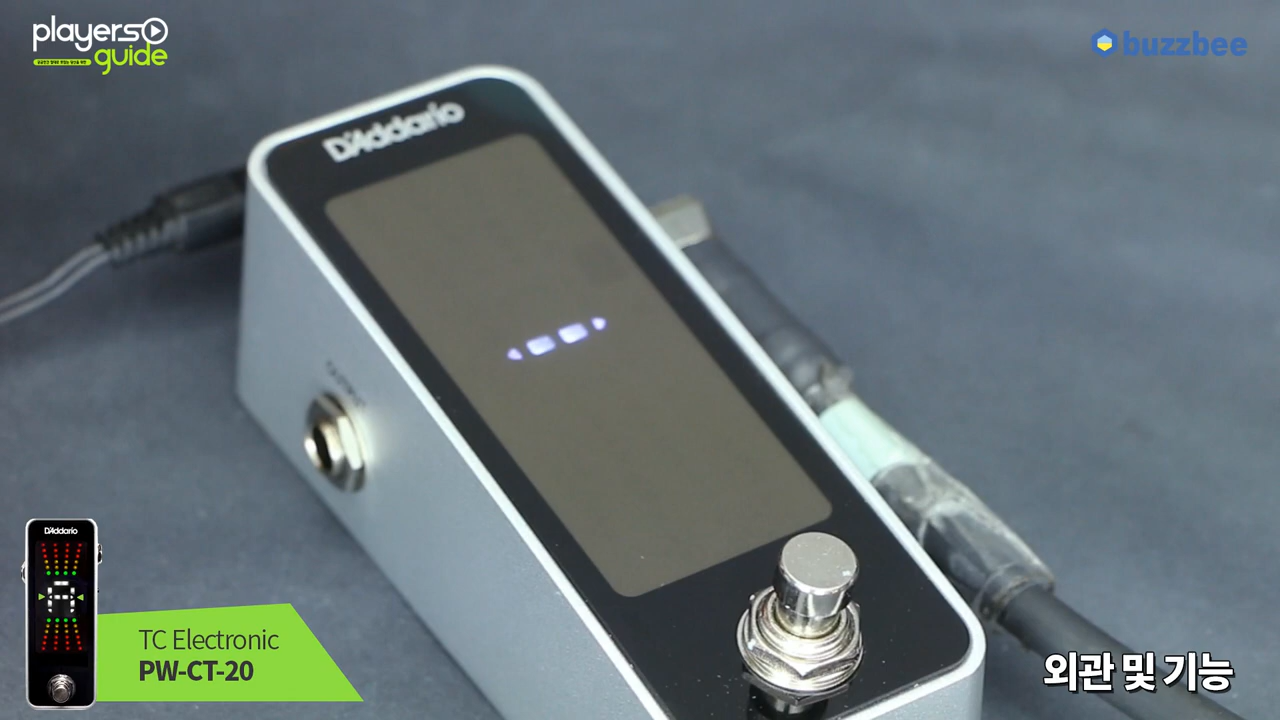 players
guide
buzzbee
D'Addario
D'Addario
TC Electronic
PW-CT-20
외관 및 기능